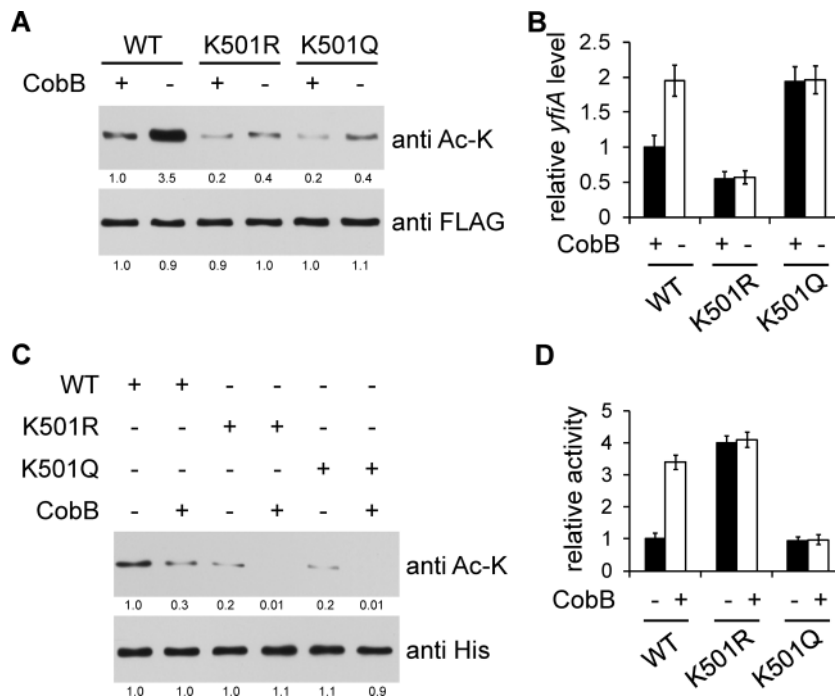 A
WT K501R K501Q
CobB + - + - + -
anti Ac-K
1.0 3.5 0.2 0.4 0.2 0.4
anti FLAG
1.0 0.9 0.9 1.0 1.0 1.1
B
relative yfiA level
2.5
2
1.5
1
0.5
0
CobB + - + - + -
WT K501R K501Q
C
WT + + - - - -
K501R - - + + - -
K501Q - - - - + +
CobB - + - + - +
anti Ac-K
1.0 0.3 0.2 0.01 0.2 0.01
anti His
1.0 1.0 1.0 1.1 1.1 0.9
D
relative activity
5
4
3
2
1
0
CobB - + - + - +
WT K501R K501Q